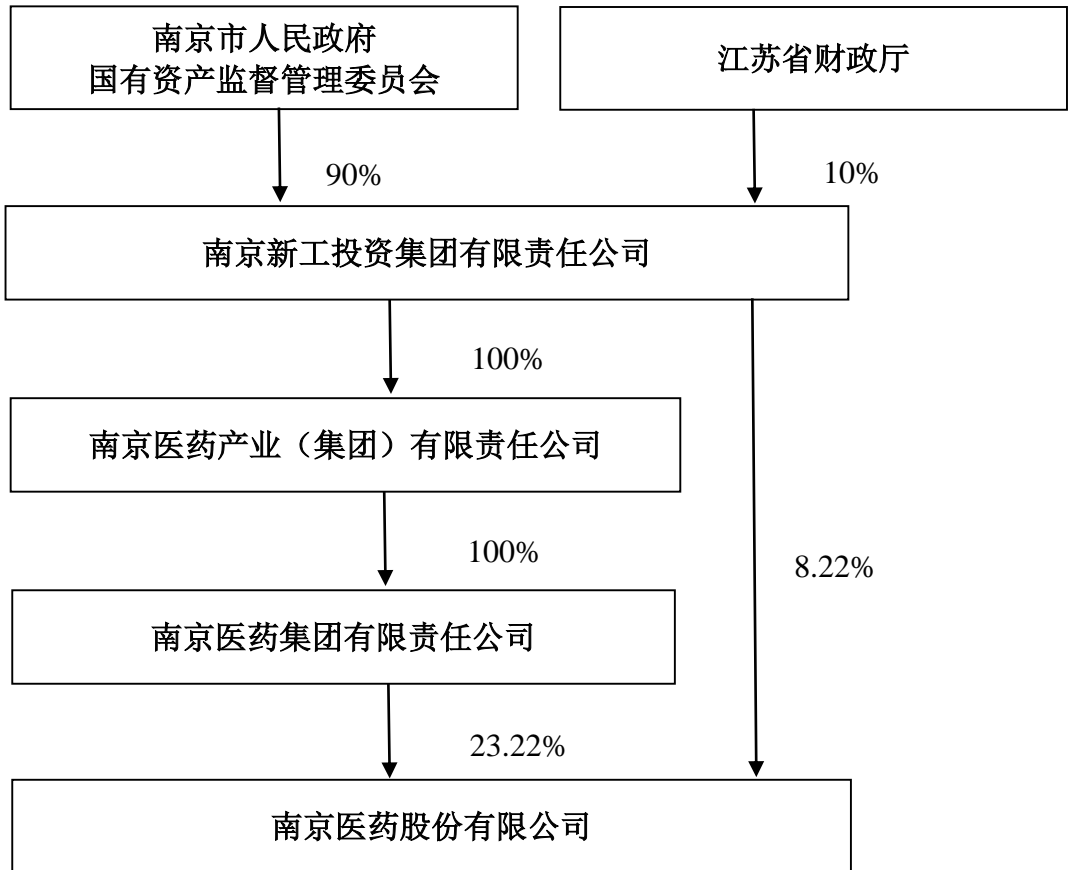 南京市人民政府
国有资产监督管理委员会
江苏省财政厅
90%
10%
南京新工投资集团有限责任公司
100%
南京医药产业（集团）有限责任公司
100%
8.22%
南京医药集团有限责任公司
23.22%
南京医药股份有限公司